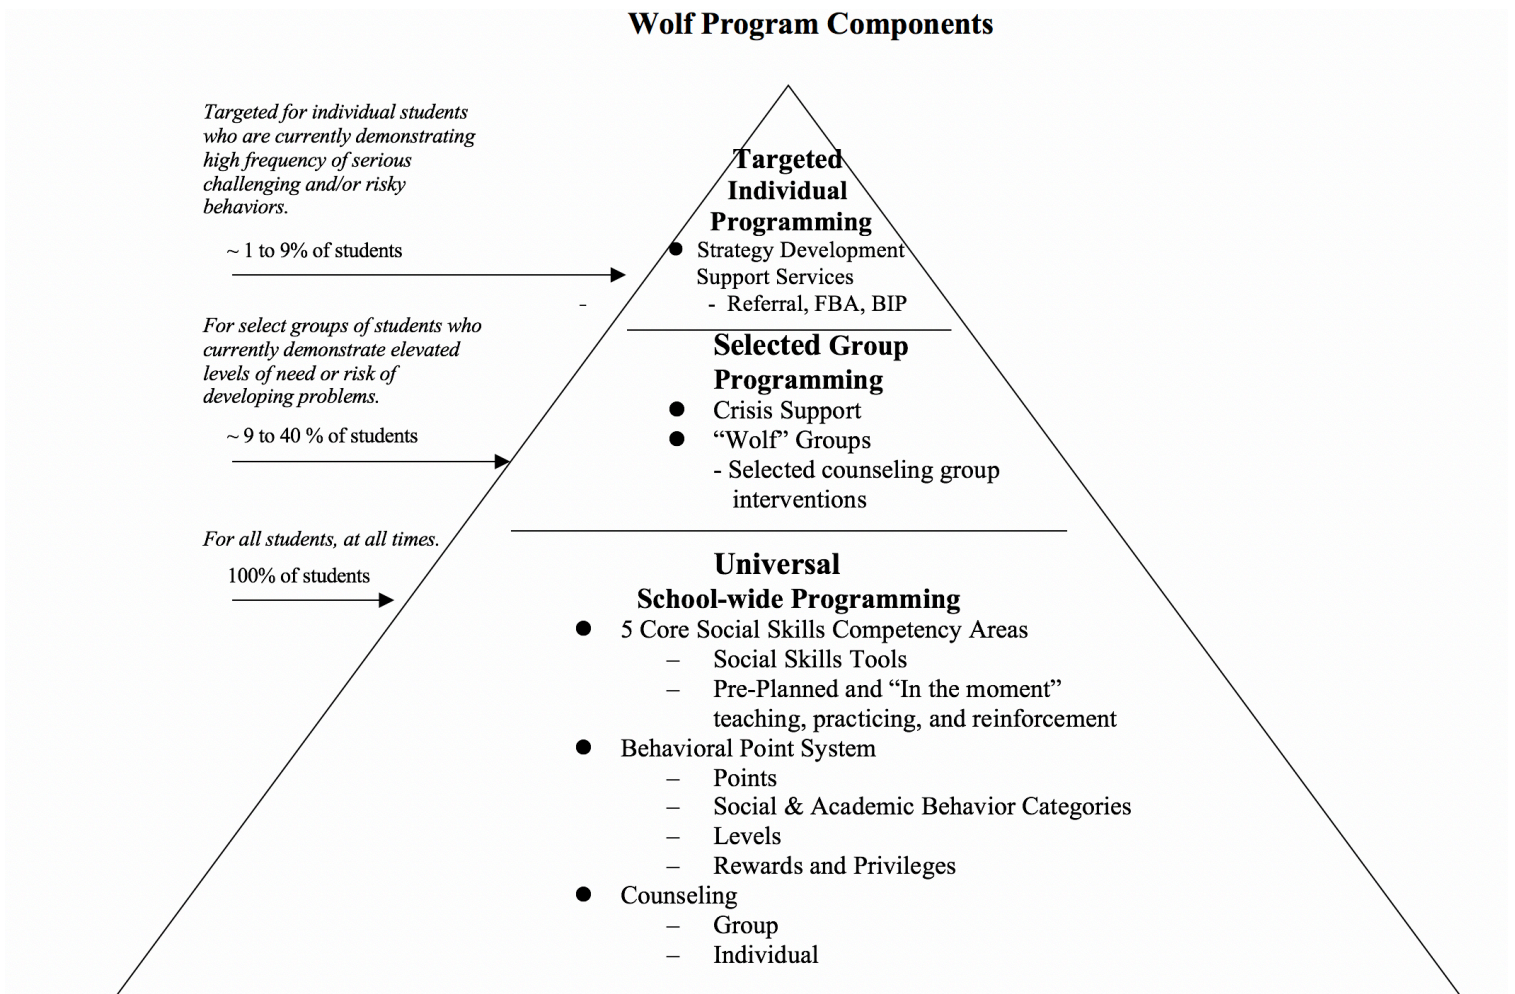 Wolf Program Components
Targeted for individual students
who are currently demonstrating
high frequency of serious
challenging and/or risky
behaviors.
~ 1 to 9% of students
Targeted
Individual
Programming
● Strategy Development
Support Services
-
- Referral, FBA, BIP
For select groups of students who
currently demonstrate elevated
levels of need or risk of
developing problems.
~ 9 to 40 % of students
Selected Group
Programming
● Crisis Support
● “Wolf” Groups
- Selected counseling group
interventions
For all students, at all times.
100% of students
Universal
School-wide Programming
● 5 Core Social Skills Competency Areas
– Social Skills Tools
– Pre-Planned and “In the moment”
teaching, practicing, and reinforcement
● Behavioral Point System
– Points
– Social & Academic Behavior Categories
– Levels
– Rewards and Privileges
● Counseling
– Group
– Individual